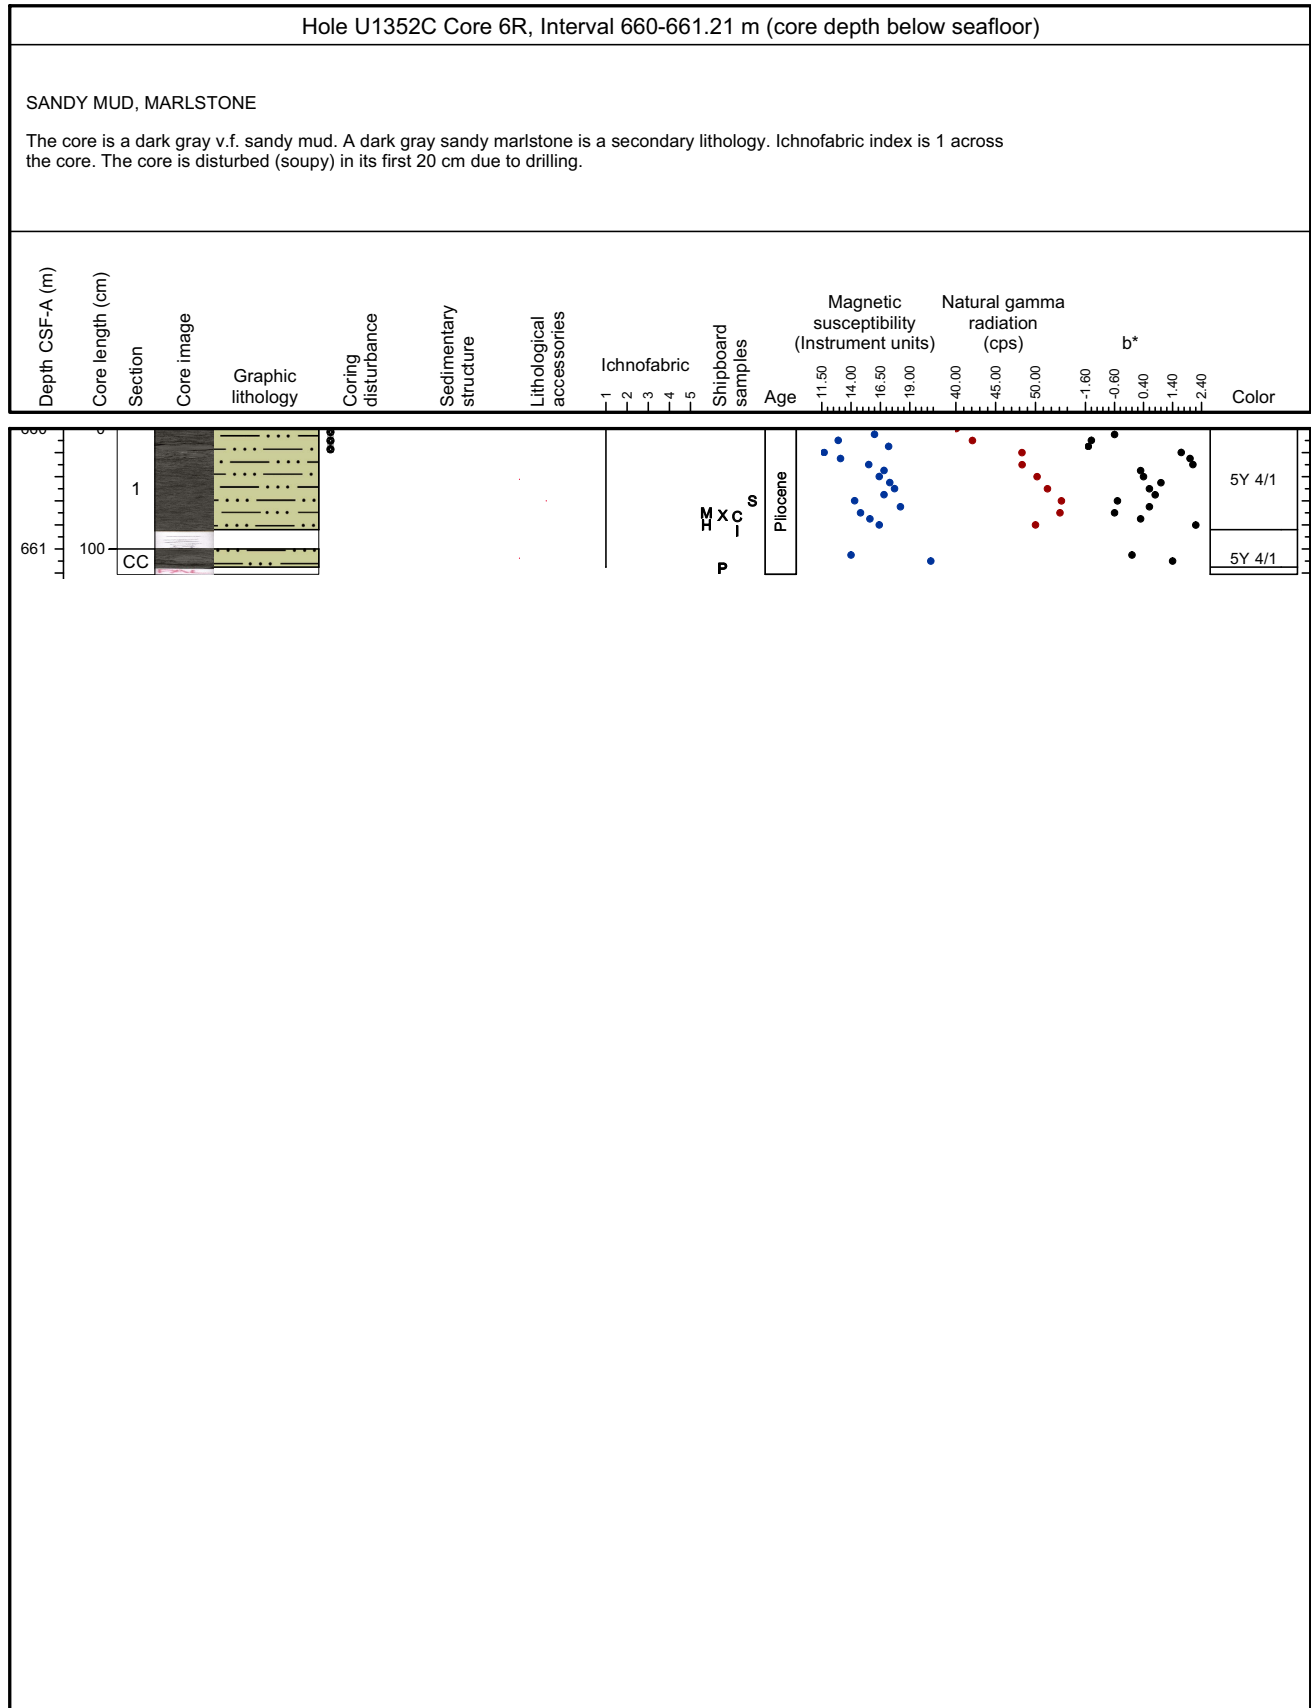 Hole U1352C Core 6R, Interval 660-661.21 m (core depth below seafloor)
SANDY MUD, MARLSTONE
The core is a dark gray v.f. sandy mud. A dark gray sandy marlstone is a secondary lithology. Ichnofabric index is 1 across
the core. The core is disturbed (soupy) in its first 20 cm due to drilling.
Depth CSF-A (m)
Core length (cm)
Section
Core image
Graphic
lithology
Coring
disturbance
Sedimentary
structure
Lithological
accessories
Ichnofabric
1 2 3 4 5
Shipboard
samples
Age
Magnetic
susceptibility
(Instrument units)
11.50 14.00 16.50 19.00
Natural gamma
radiation
(cps)
40.00 45.00 50.00
b*
-1.60 -0.60 0.40 1.40 2.40
Color
1
S
M X C
H I
Pliocene
5Y 4/1
661 100
CC
P
5Y 4/1